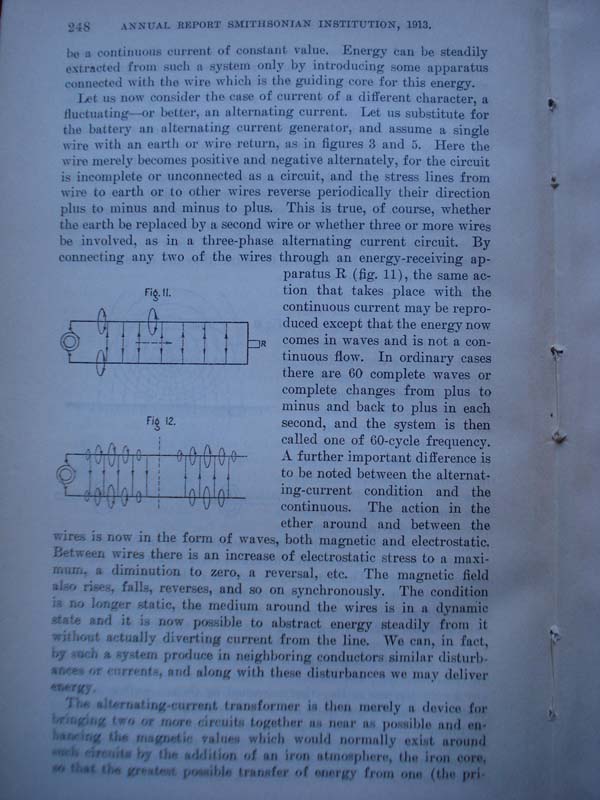 248 ANNUAL REPORT SMITHSONIAN INSTITUTION, 1913.
be a continuous current of constant value. Energy can be steadily
extracted from such a system only by introducing some apparatus
connected with the wire which is the guiding core for this energy.
Let us now consider the case of current of a different character, a
fluctuating—or better, an alternating current. Let us substitute for
the battery an alternating current generator, and assume a single
wire with an earth or wire return, as in figures 3 and 5. Here the
wire merely becomes positive and negative alternately, for the circuit
is incomplete or unconnected as a circuit, and the stress lines from
wire to earth or to other wires reverse periodically their direction
plus to minus and minus to plus. This is true, of course, whether
the earth be replaced by a second wire or whether three or more wires
be involved, as in a three-phase alternating current circuit. By
connecting any two of the wires through an energy-receiving ap-
paratus R (fig. 11), the same ac-
tion that takes place with the
continuous current may be repro-
duced except that the energy now
comes in waves and is not a con-
tinuous flow. In ordinary cases
there are 60 complete waves or
complete changes from plus to
minus and back to plus in each
second, and the system is then
called one of 60-cycle frequency.
A further important difference is
to be noted between the alternat-
ing-current condition and the
continuous. The action in the
ether around and between the
Fig. 11.
R
Fig 12.
wires is now in the form of waves, both magnetic and electrostatic.
Between wires there is an increase of electrostatic stress to a maxi-
mum, a diminution to zero, a reversal, etc. The magnetic field
also rises, falls, reverses, and so on synchronously. The condition
is no longer static, the medium around the wires is in a dynamic
state and it is now possible to abstract energy steadily from it
without actually diverting current from the line. We can, in fact,
by such a system produce in neighboring conductors similar disturb-
ances or currents, and along with these disturbances we may deliver
energy.
The alternating-current transformer is then merely a device for
bringing two or more circuits together as near as possible and en-
hancing the magnetic values which would normally exist around
such circuits by the addition of an iron atmosphere, the iron core,
so that the greatest possible transfer of energy from one (the pri-